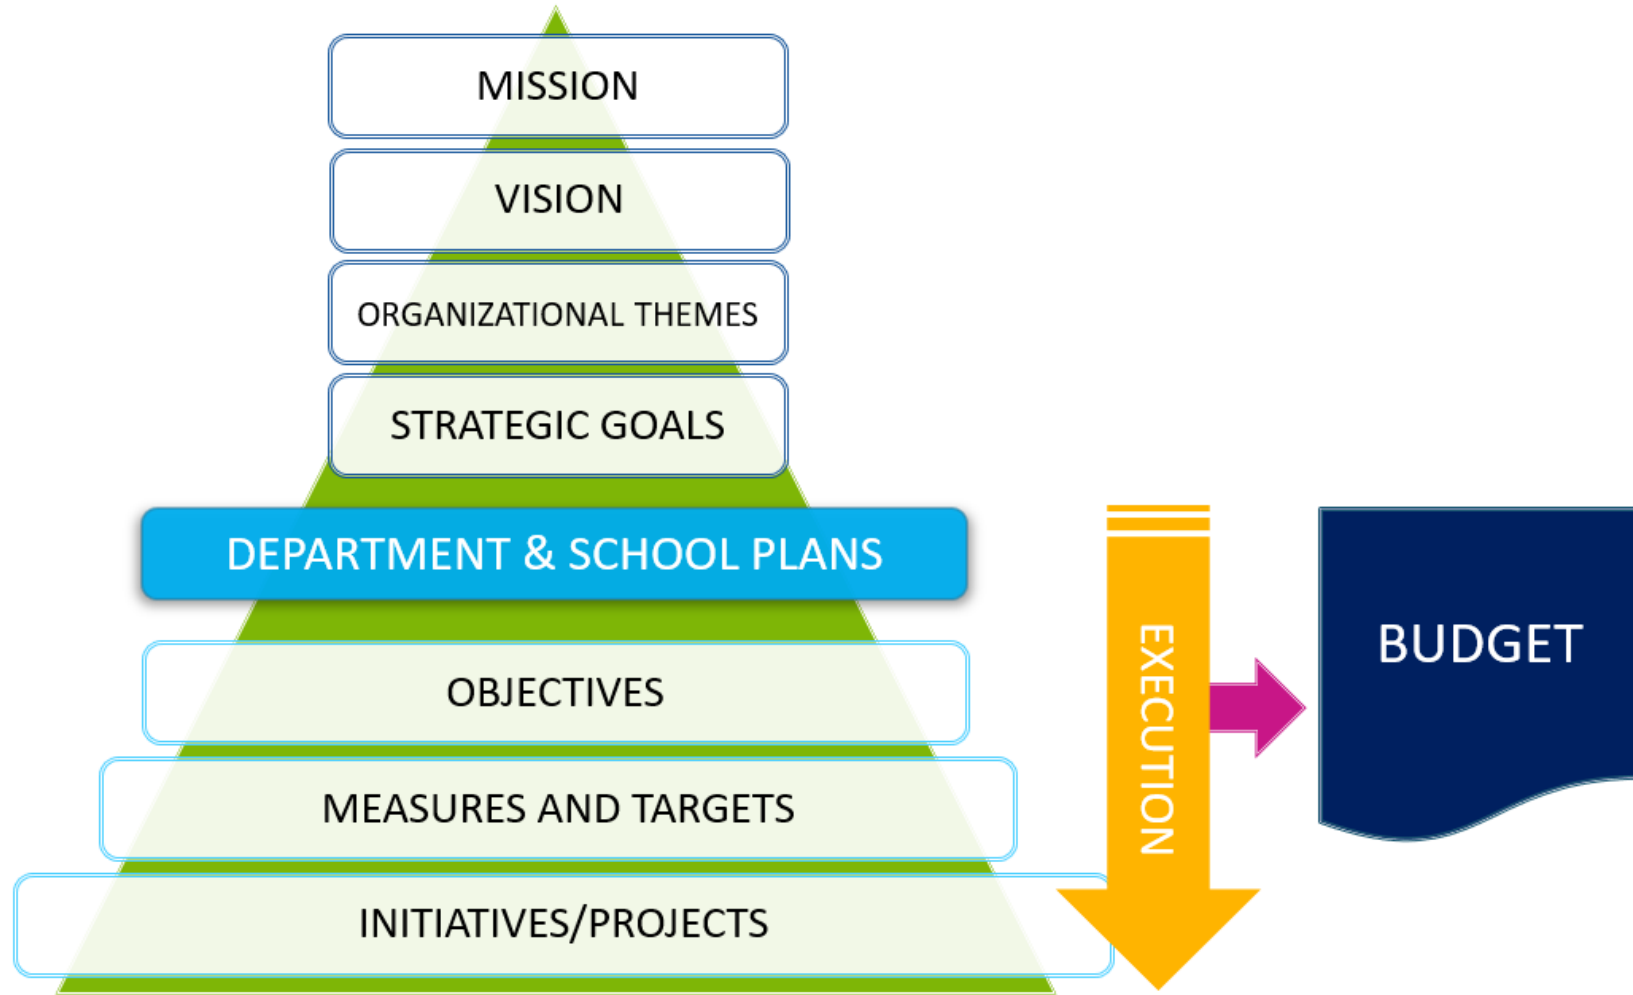 MISSION
VISION
ORGANIZATIONAL THEMES
STRATEGIC GOALS
DEPARTMENT & SCHOOL PLANS
OBJECTIVES
MEASURES AND TARGETS
INITIATIVES/PROJECTS
EXECUTION
BUDGET